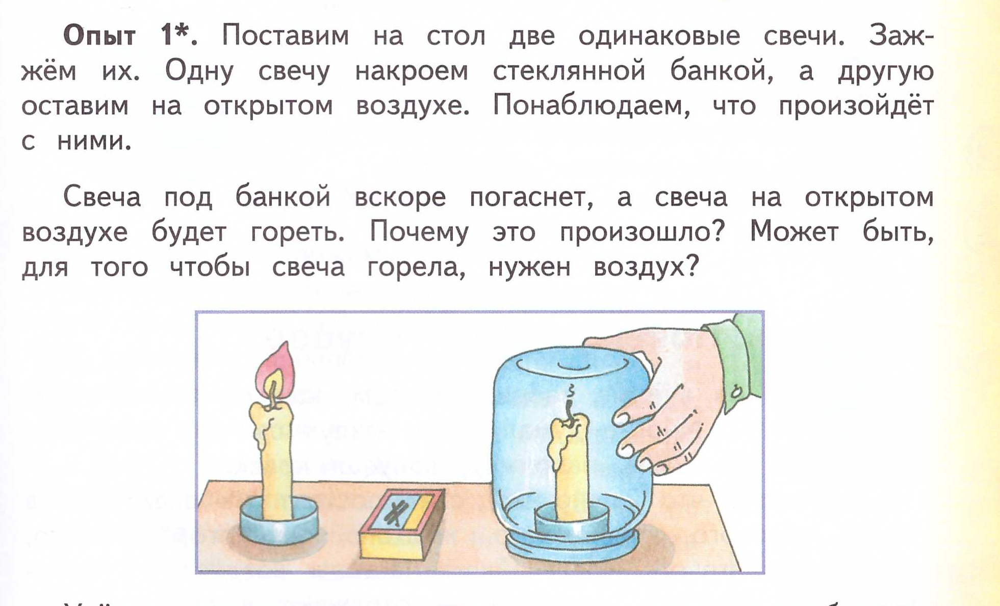 Опыт 1*. Поставим на стол две одинаковые свечи. Заж-
жём их. Одну свечу накроем стеклянной банкой, а другую
оставим на открытом воздухе. Понаблюдаем, что произойдёт
с ними.
Свеча под банкой вскоре погаснет, а свеча на открытом
воздухе будет гореть. Почему это произошло? Может быть,
для того чтобы свеча горела, нужен воздух?